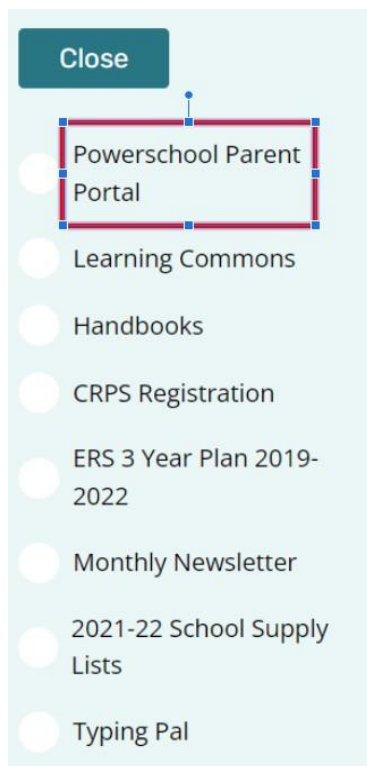 Close
Powerschool Parent
Portal
Learning Commons
Handbooks
CRPS Registration
ERS 3 Year Plan 2019-
2022
Monthly Newsletter
2021-22 School Supply
Lists
Typing Pal